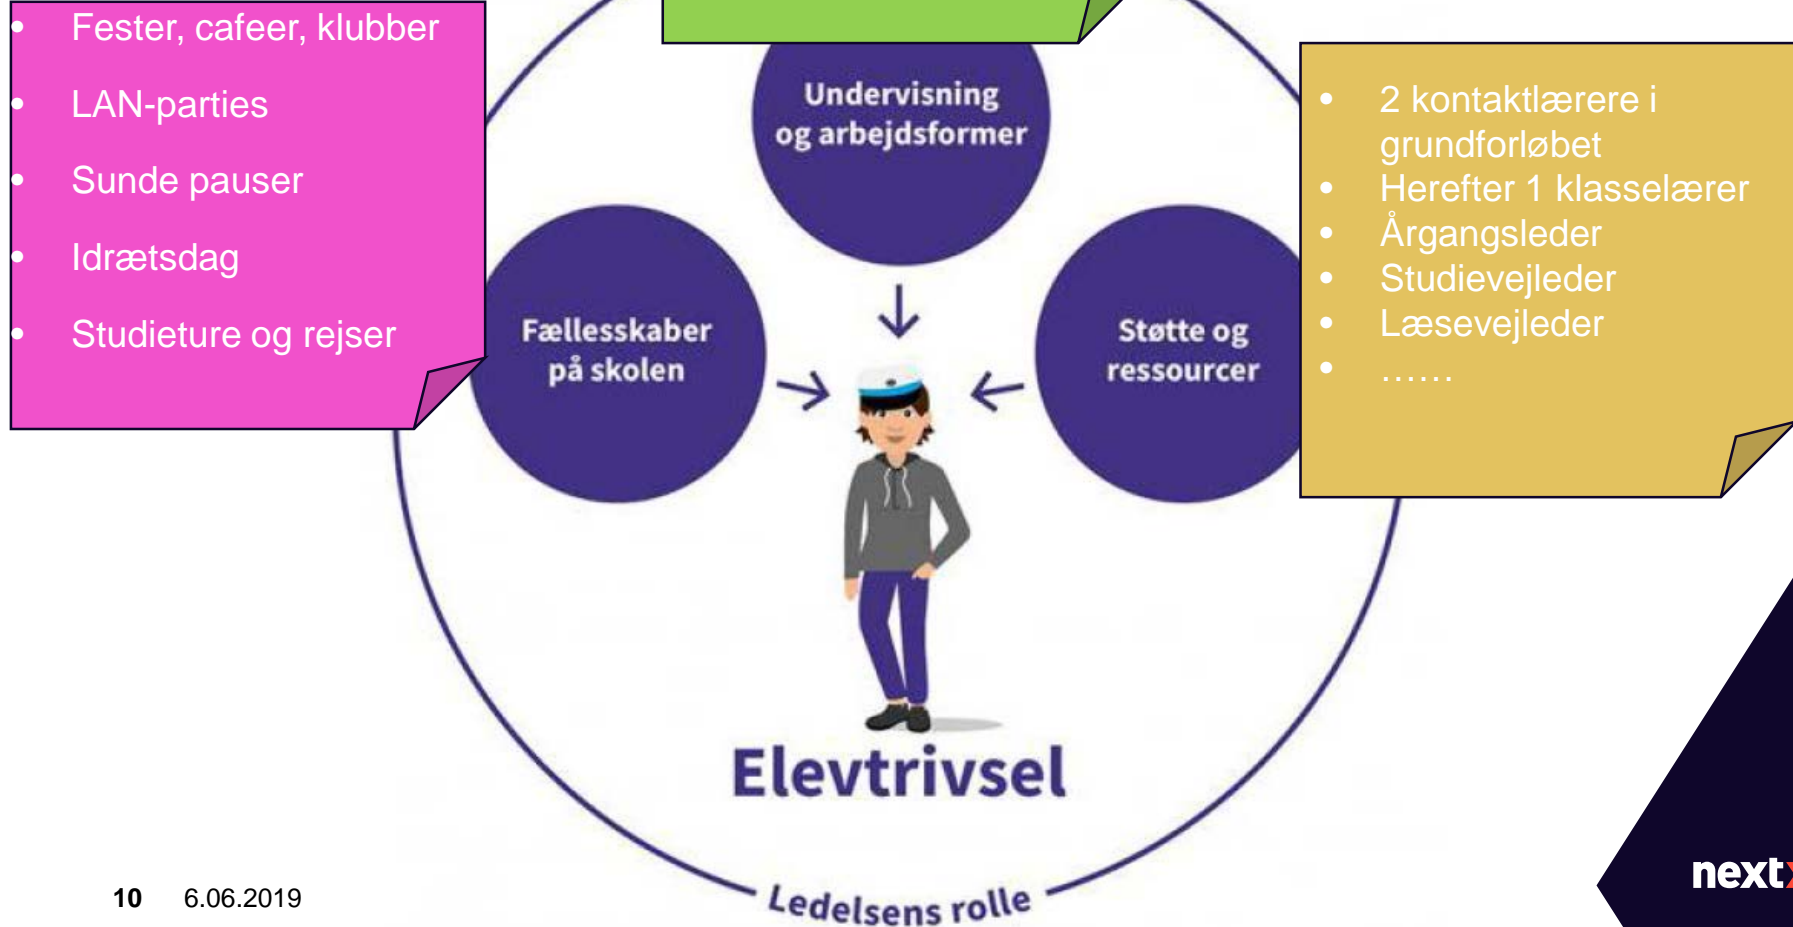 Fester, cafeer, klubber
LAN-parties
Sunde pauser
Idrætsdag
Studieture og rejser
Undervisning
og arbejdsformer
Fællesskaber
på skolen
Støtte og
ressourcer
2 kontaktlærere i
grundforløbet
Herefter 1 klasselærer
Årgangsleder
Studievejleder
Læsevejleder
……
Elevtrivsel
Ledelsens rolle
10 6.06.2019
next